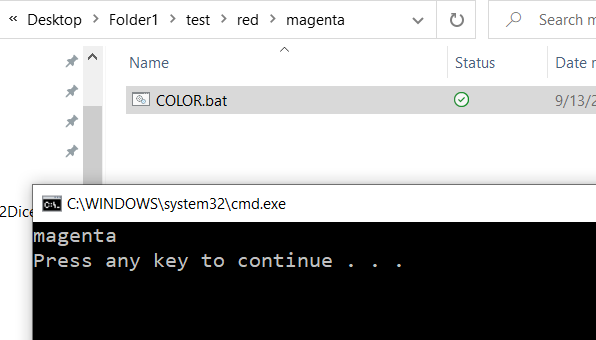 « Desktop > Folder1 > test > red > magenta
Search m
Name
Status
Date r
COLOR.bat
9/13/2
2Dice
C:\WINDOWS\system32\cmd.exe
magenta
Press any key to continue . . .